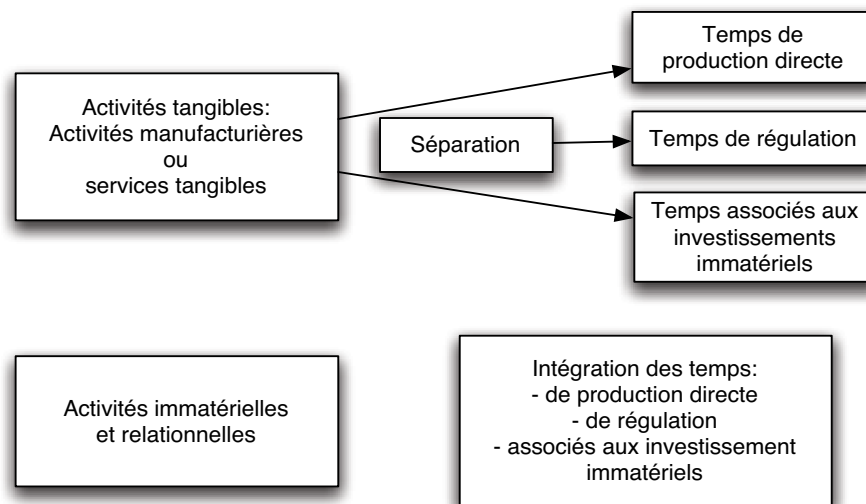 Activités tangibles:
Activités manufacturières
ou
services tangibles
Séparation
Temps de
production directe
Temps de régulation
Temps associés aux
investissements
immatériels
Activités immatérielles
et relationnelles
Intégration des temps:
- de production directe
- de régulation
- associés aux investissement
immatériels